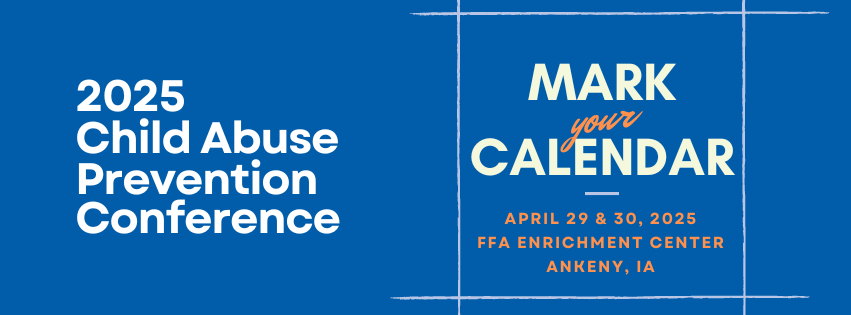 2025
Child Abuse
Prevention
Conference
MARK
your
CALENDAR
APRIL 29 & 30, 2025
FFA ENRICHMENT CENTER
ANKENY, IA